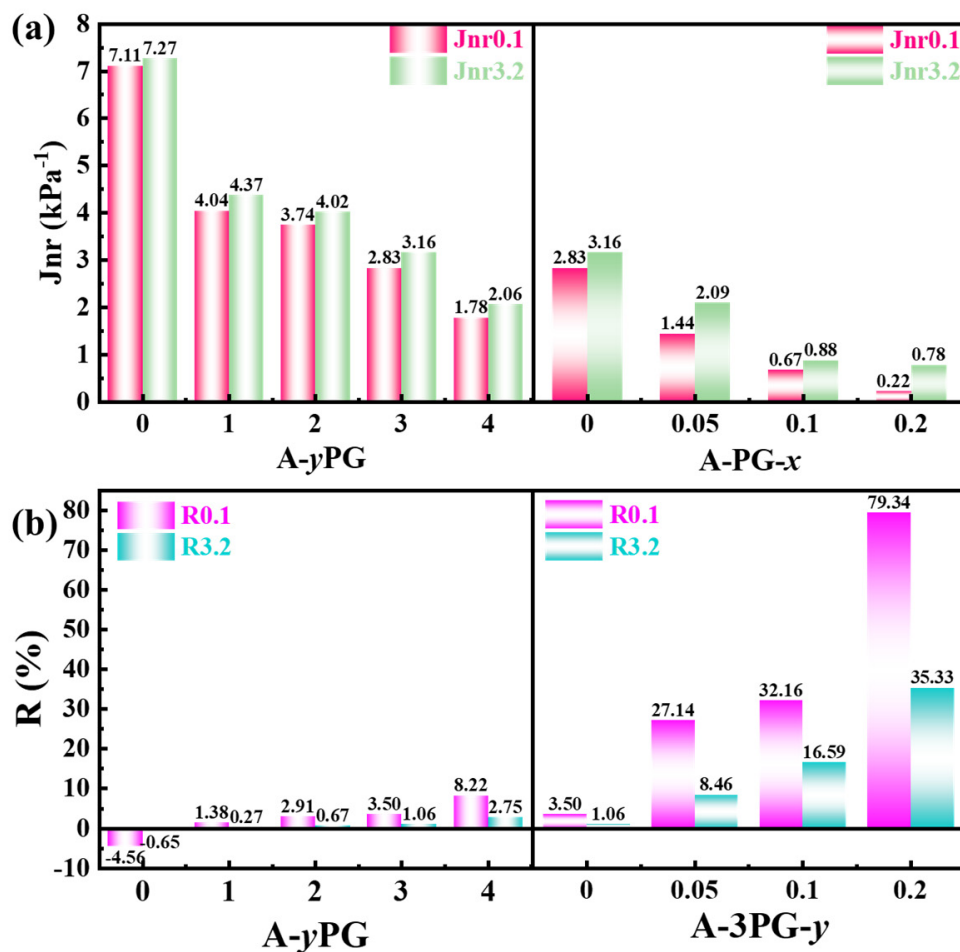 (a)
Jnr (kPa⁻¹)
8
7
6
5
4
3
2
1
0
Jnr0.1
Jnr3.2
7.11 7.27
4.04 4.37
3.74 4.02
2.83 3.16
1.78 2.06
0 1 2 3 4
A-yPG
Jnr0.1
Jnr3.2
2.83 3.16
1.44 2.09
0.67 0.88
0.22 0.78
0 0.05 0.1 0.2
A-PG-x
(b)
R (%)
80
70
60
50
40
30
20
10
0
-10
R0.1
R3.2
-4.56 -0.65
1.38 0.27
2.91 0.67
3.50 1.06
8.22 2.75
0 1 2 3 4
A-yPG
R0.1
R3.2
3.50 1.06
27.14 8.46
32.16 16.59
79.34 35.33
0 0.05 0.1 0.2
A-3PG-y